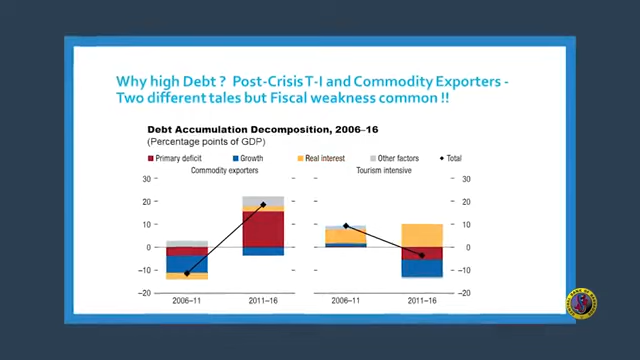 Why high Debt ? Post-Crisis T-I and Commodity Exporters -
Two different tales but Fiscal weakness common !!
Debt Accumulation Decomposition, 2006–16
(Percentage points of GDP)
Primary deficit Growth Real interest Other factors Total
Commodity exporters Tourism intensive
30 30
20 20
10 10
0 0
–10 –10
–20 –20
2006–11 2011–16 2006–11 2011–16